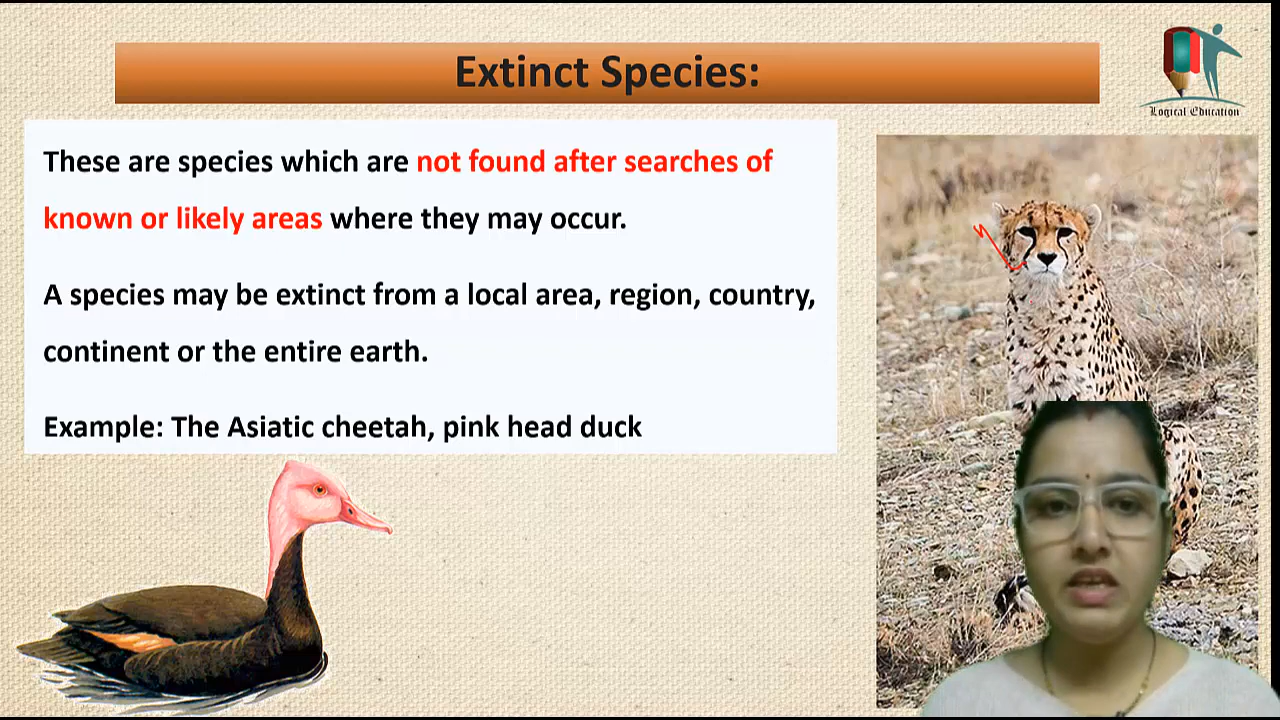 Extinct Species:
Logical Education
These are species which are not found after searches of
known or likely areas where they may occur.
A species may be extinct from a local area, region, country,
continent or the entire earth.
Example: The Asiatic cheetah, pink head duck